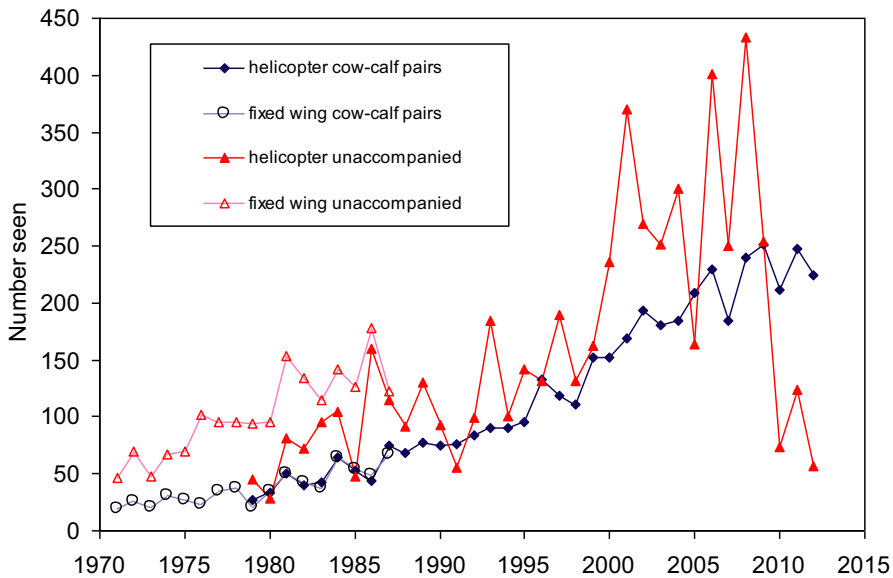 450
400
350
300
250
200
150
100
50
0
Number seen
helicopter cow-calf pairs
fixed wing cow-calf pairs
helicopter unaccompanied
fixed wing unaccompanied
1970 1975 1980 1985 1990 1995 2000 2005 2010 2015